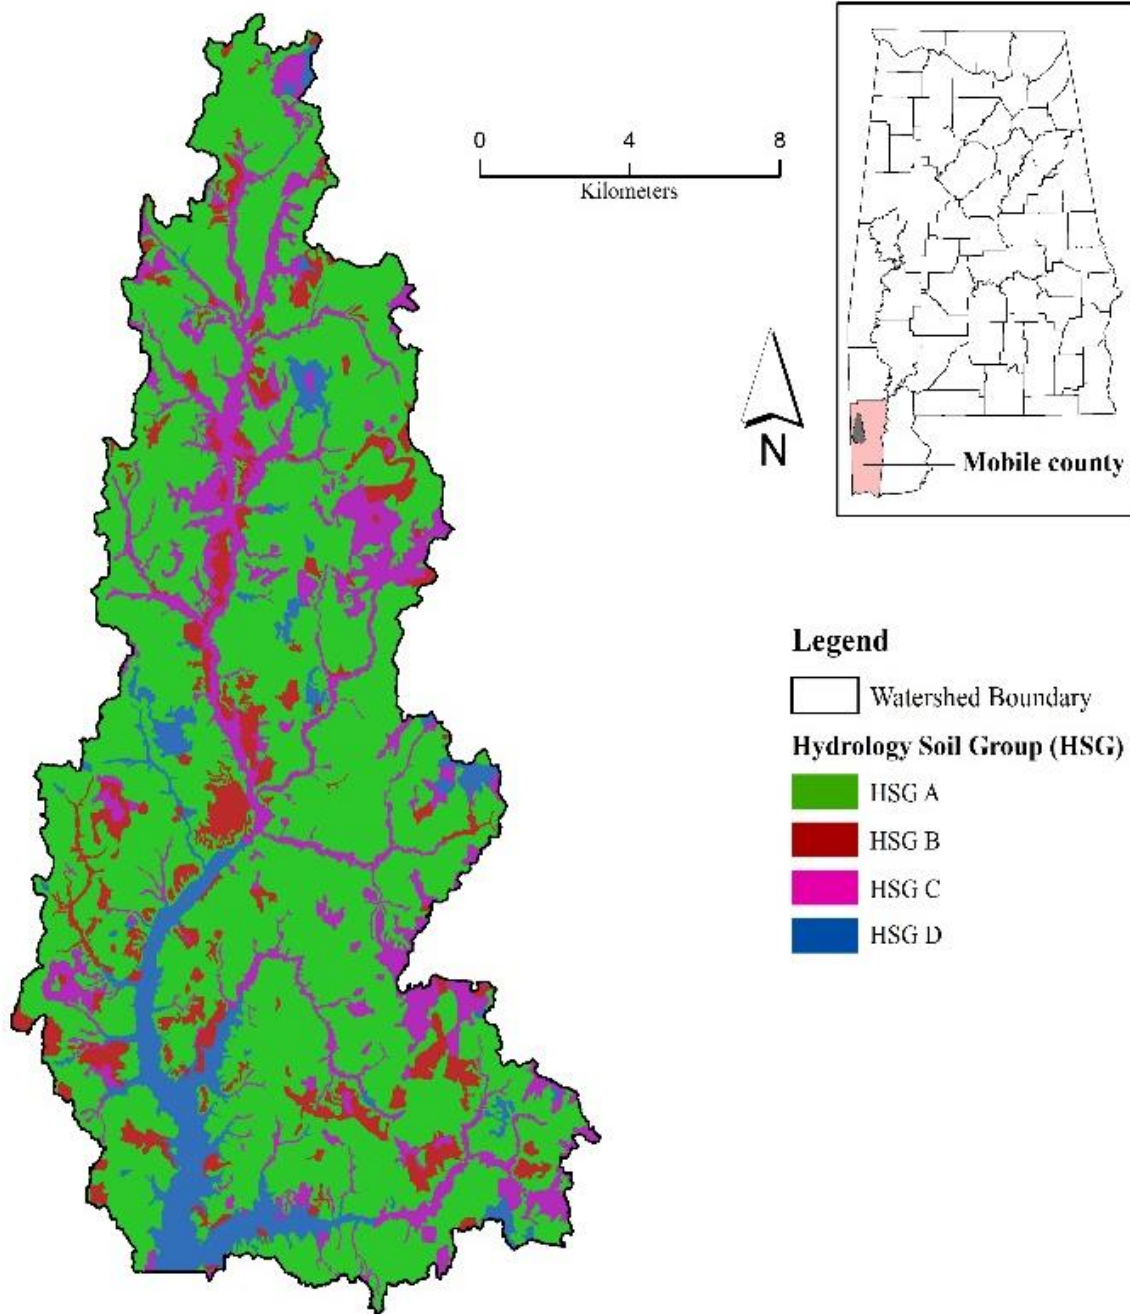 0 4 8
Kilometers
N
Mobile county
Legend
Watershed Boundary
Hydrology Soil Group (HSG)
HSG A
HSG B
HSG C
HSG D